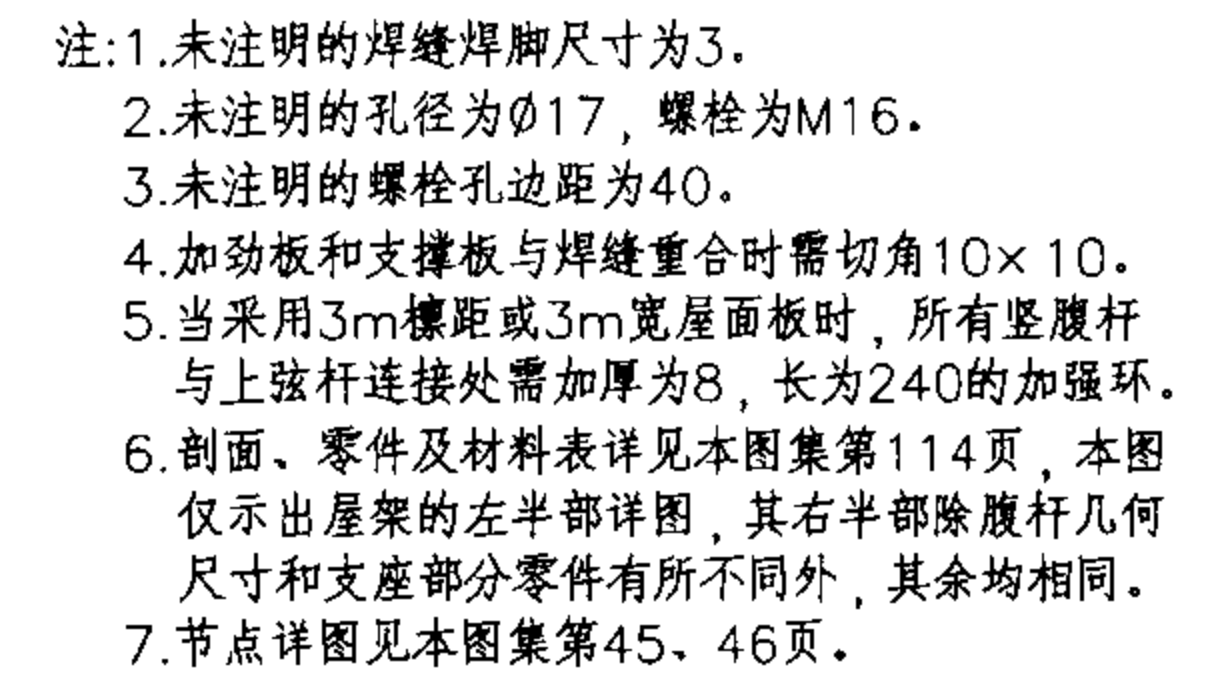 注:1.未注明的焊缝焊脚尺寸为3。
2.未注明的孔径为Ø17，螺栓为M16。
3.未注明的螺栓孔边距为40。
4.加劲板和支撑板与焊缝重合时需切角10×10。
5.当采用3m檩距或3m宽屋面板时，所有竖腹杆
与上弦杆连接处需加厚为8，长为240的加强环。
6.剖面、零件及材料表详见本图集第114页，本图
仅示出屋架的左半部详图，其右半部除腹杆几何
尺寸和支座部分零件有所不同外，其余均相同。
7.节点详图见本图集第45、46页。